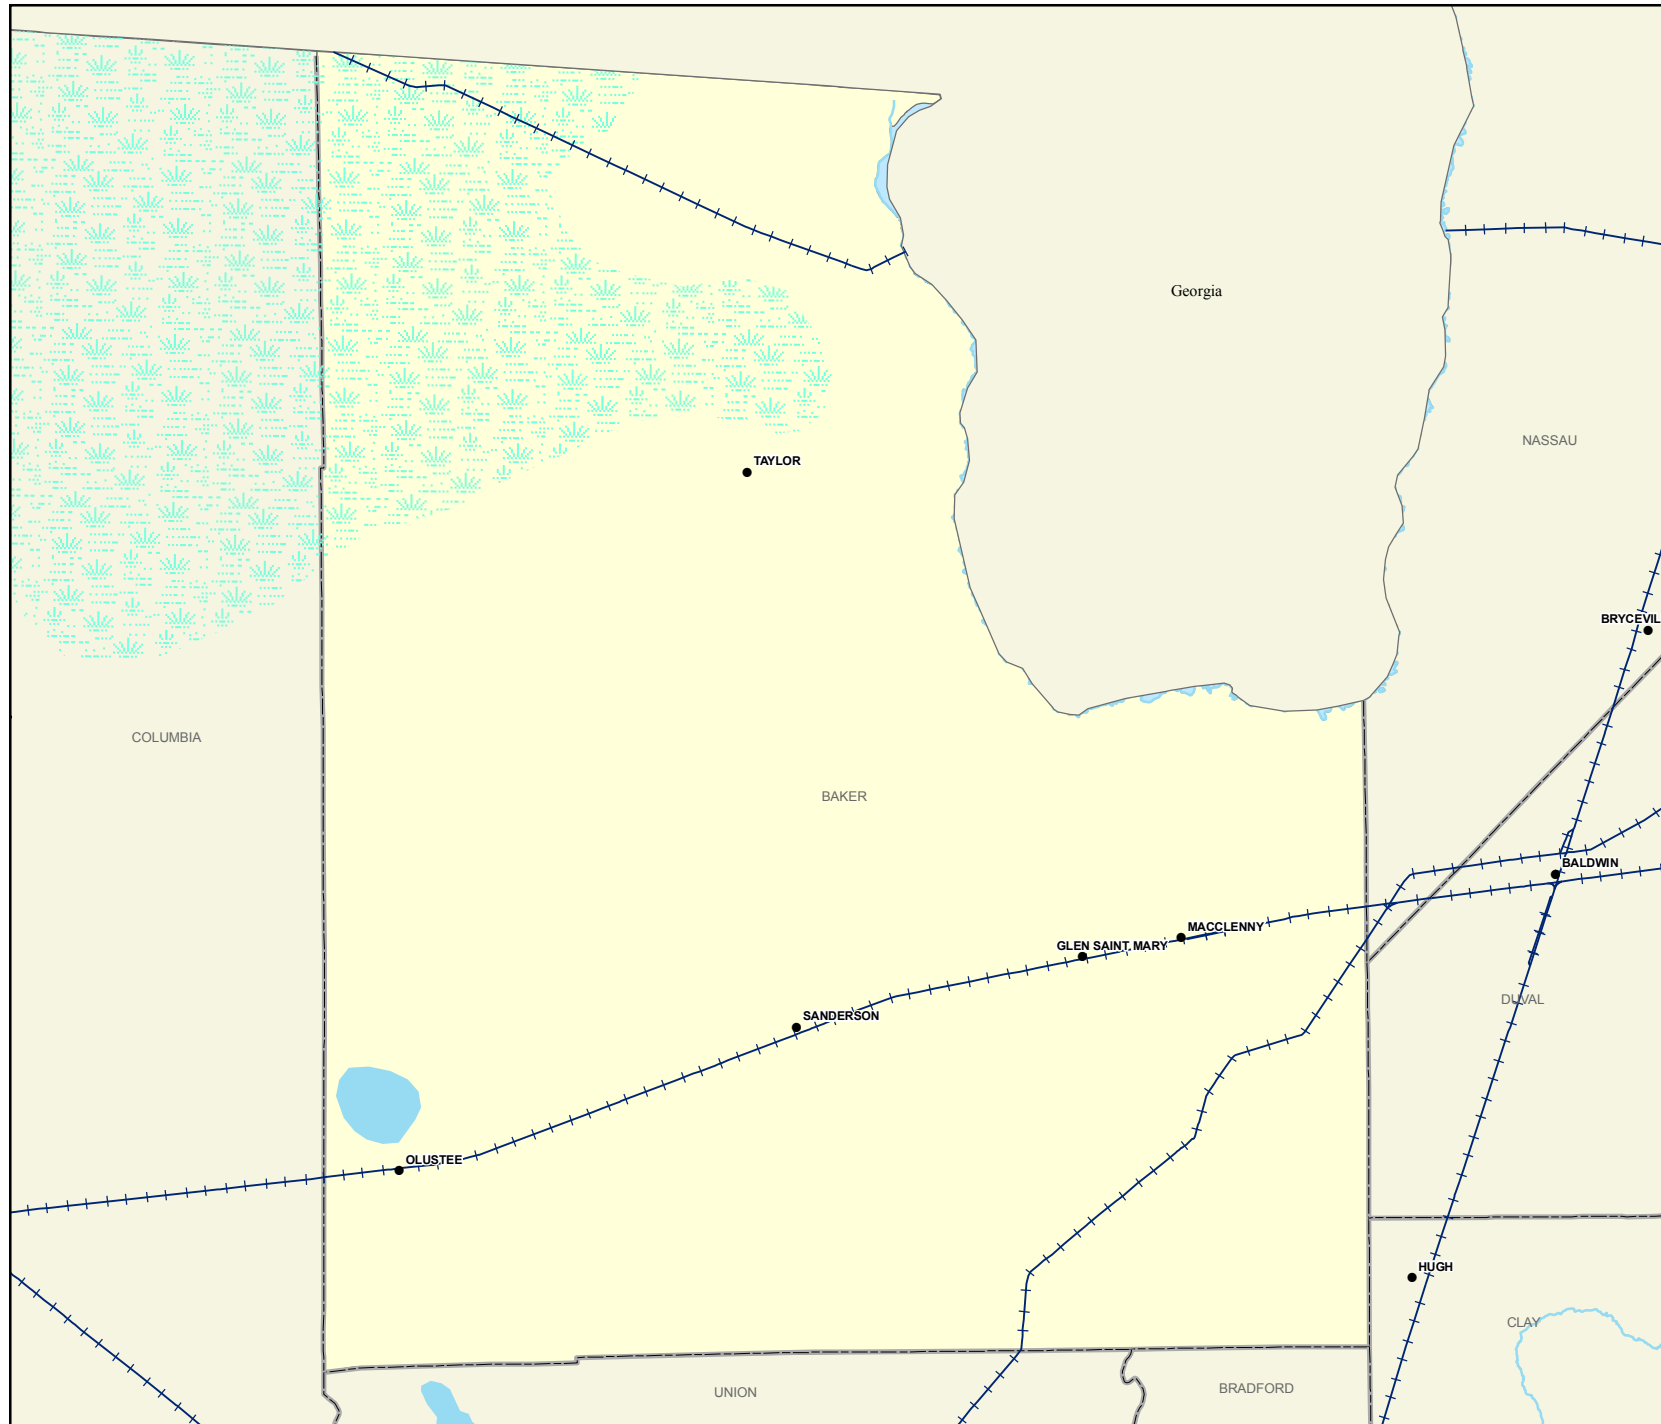 Georgia
NASSAU
TAYLOR
BRYCEVIL
COLUMBIA
BAKER
BALDWIN
MACCLENNY
GLEN SAINT MARY
DUVAL
SANDERSON
OLUSTEE
HUGH
CLAY
BRADFORD
UNION